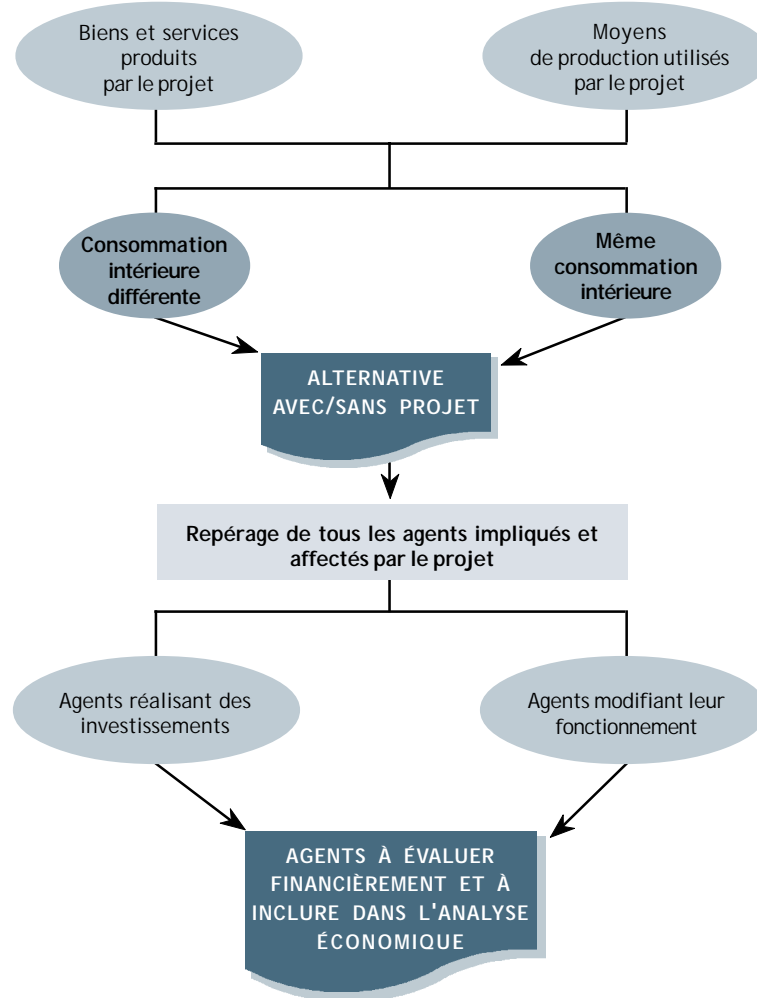 Biens et services
produits
par le projet
Moyens
de production utilisés
par le projet
Consommation
intérieure
différente
Même
consommation
intérieure
ALTERNATIVE
AVEC/SANS PROJET
Repérage de tous les agents impliqués et
affectés par le projet
Agents réalisant des
investissements
Agents modifiant leur
fonctionnement
AGENTS À ÉVALUER
FINANCIÈREMENT ET À
INCLURE DANS L'ANALYSE
ÉCONOMIQUE